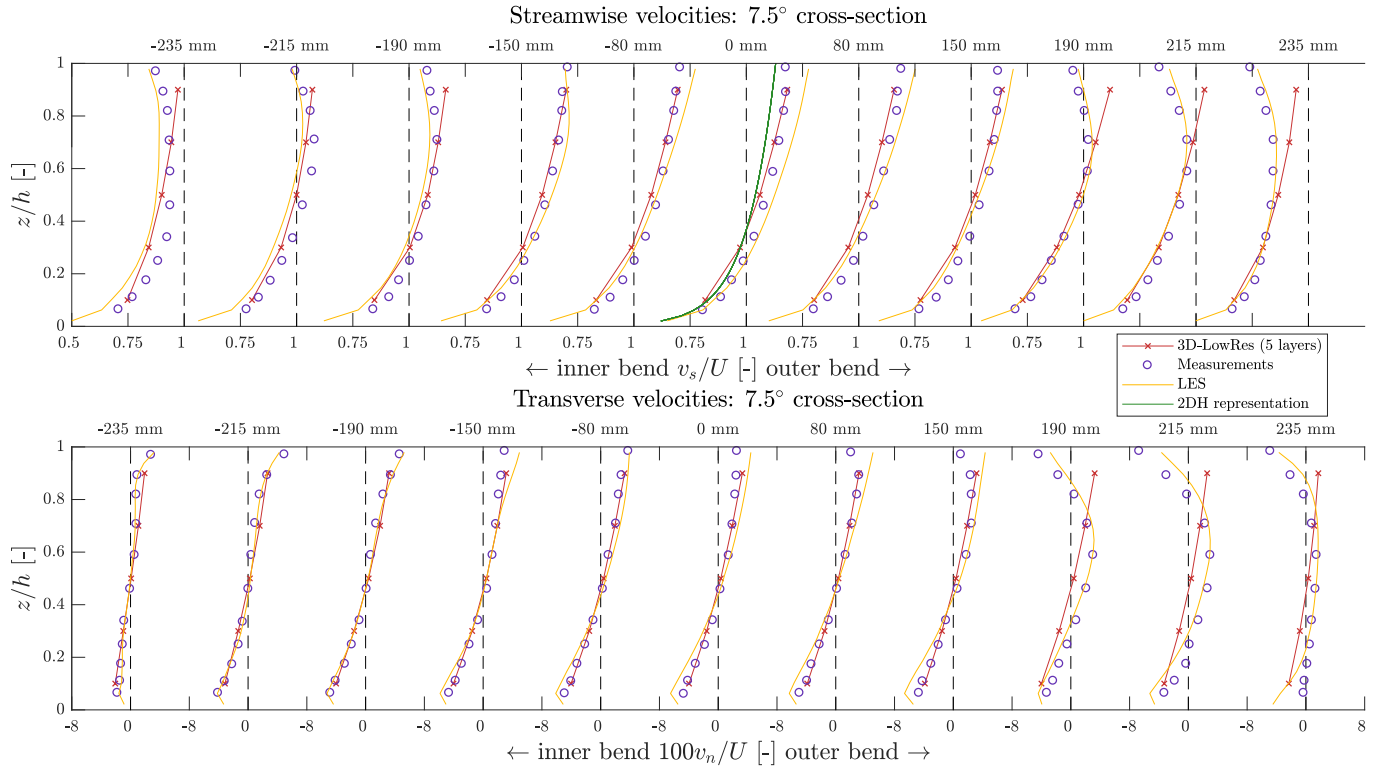 Streamwise velocities: 7.5° cross-section
-235 mm -215 mm -190 mm -150 mm -80 mm 0 mm 80 mm 150 mm 190 mm 215 mm 235 mm
1
0.8
0.6
0.4
0.2
0
z/h [-]
0.5 0.75 1 0.75 1 0.75 1 0.75 1 0.75 1 0.75 1 0.75 1 0.75 1 0.75 1 0.75 1 0.75 1
← inner bend v_s/U [-] outer bend →
3D-LowRes (5 layers)
Measurements
LES
2DH representation
Transverse velocities: 7.5° cross-section
-235 mm -215 mm -190 mm -150 mm -80 mm 0 mm 80 mm 150 mm 190 mm 215 mm 235 mm
1
0.8
0.6
0.4
0.2
0
z/h [-]
-8 0 -8 0 -8 0 -8 0 -8 0 -8 0 -8 0 -8 0 -8 0 -8 0 -8 0 8
← inner bend 100v_n/U [-] outer bend →